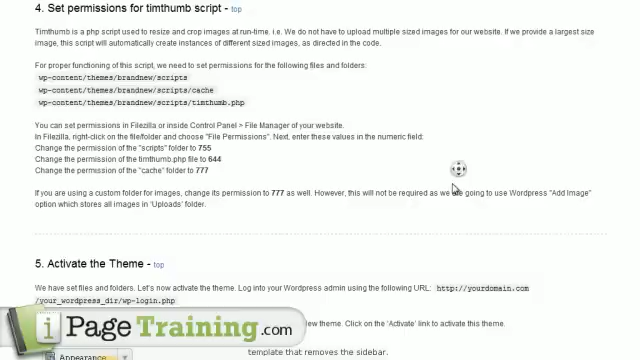 4. Set permissions for timthumb script - top
Timthumb is a php script used to resize and crop images at run-time. i.e. We do not have to upload multiple sized images for our website. If we provide a largest size
image, this script will automatically create instances of different sized images, as directed in the code.
For proper functioning of this script, we need to set permissions for the following files and folders:
wp-content/themes/brandnew/scripts
wp-content/themes/brandnew/scripts/cache
wp-content/themes/brandnew/scripts/timthumb.php
You can set permissions in Filezilla or inside Control Panel > File Manager of your website.
In Filezilla, right-click on the file/folder and choose "File Permissions". Next, enter these values in the numeric field:
Change the permission of the "scripts" folder to 755
Change the permission of the timthumb.php file to 644
Change the permission of the "cache" folder to 777
If you are using a custom folder for images, change its permission to 777 as well. However, this will not be required as we are going to use Wordpress "Add Image"
option which stores all images in 'Uploads' folder.
5. Activate the Theme - top
We have set files and folders. Let's now activate the theme. Log into your Wordpress admin using the following URL: http://yourdomain.com
/your_wordpress_dir/wp-login.php
new theme. Click on the 'Activate' link to activate this theme.
i PageTraining.com
Appearance
template that removes the sidebar.